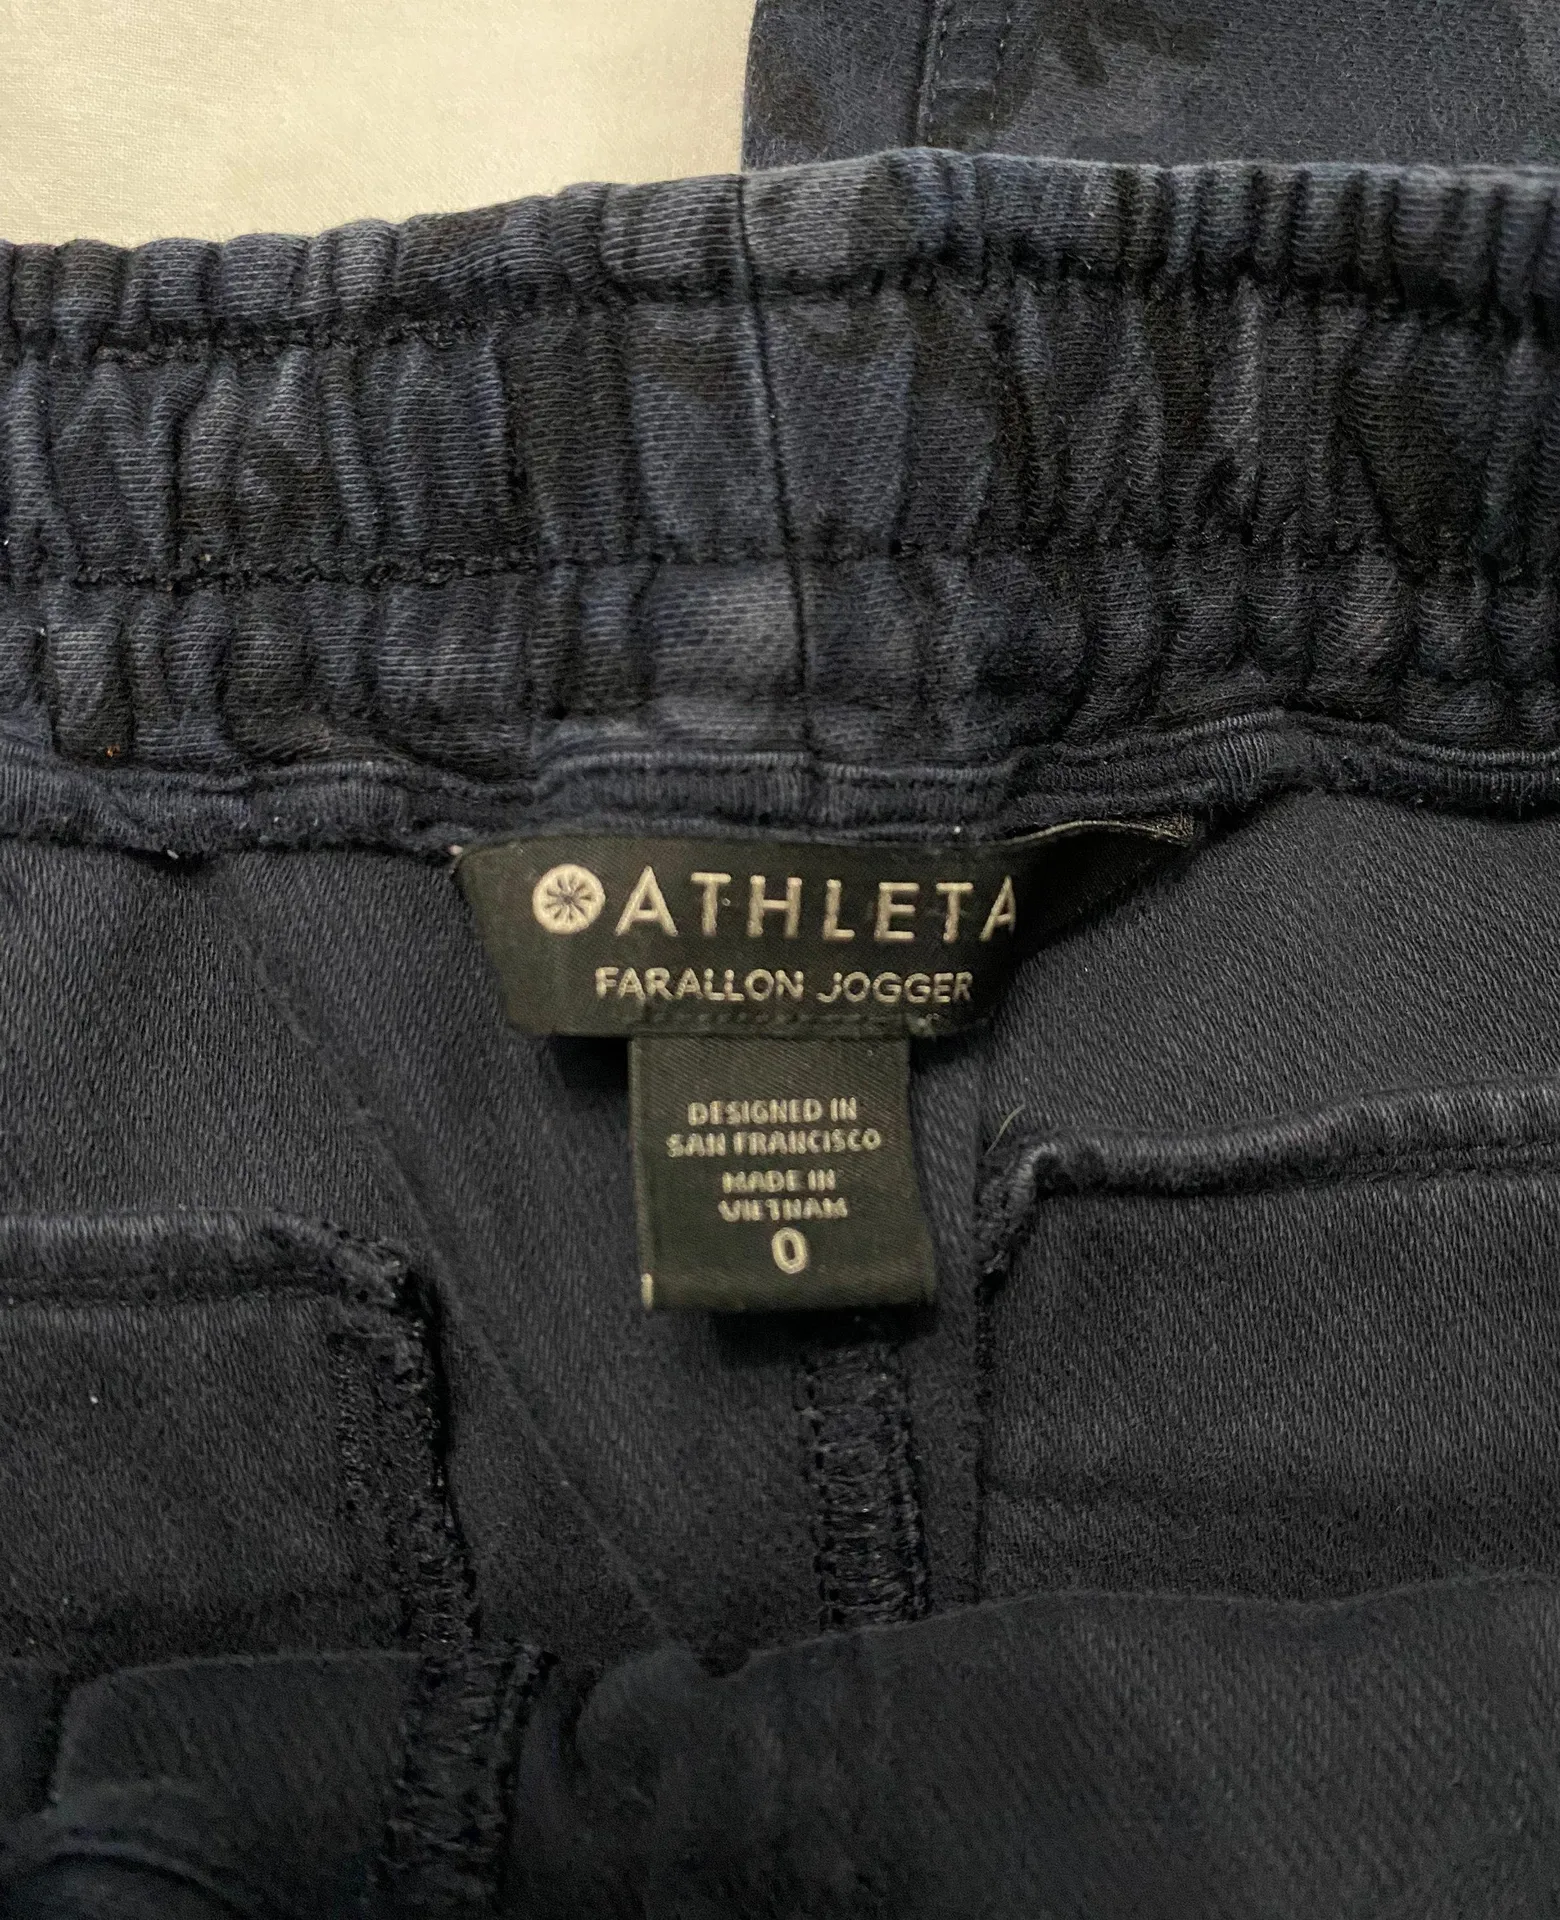 ATHLETA
FARALLON JOGGER
DESIGNED IN
SAN FRANCISCO
MADE IN
VIETNAM
0